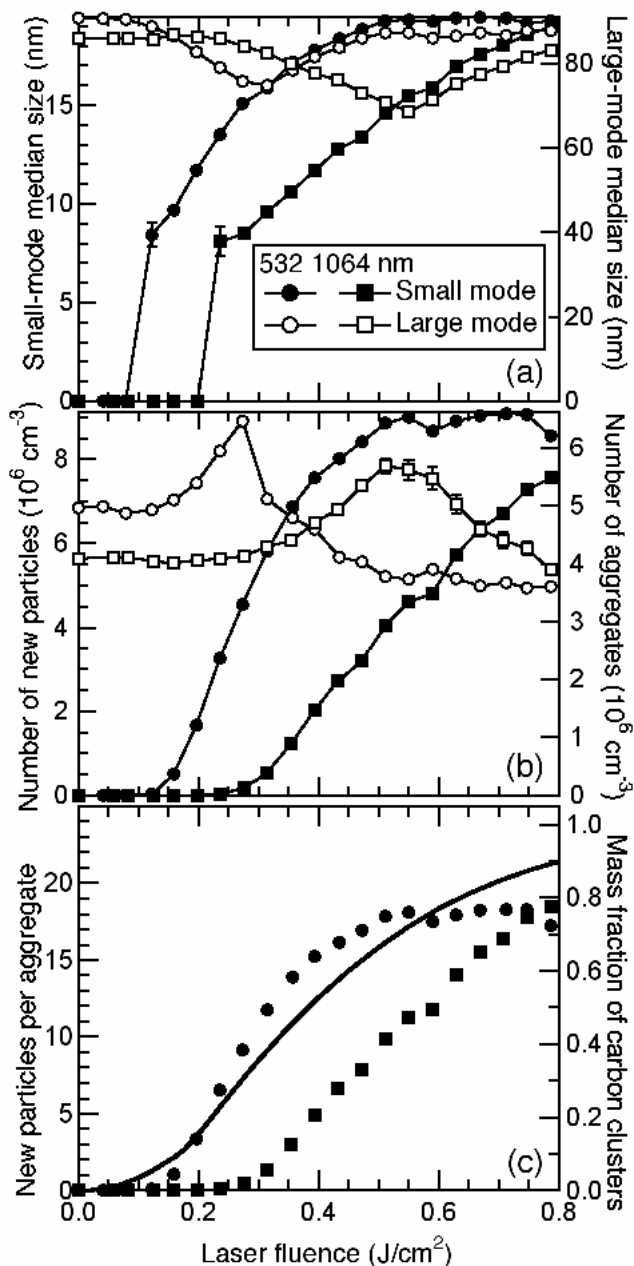 Small-mode median size (nm)
15
10
5
0
80
60
40
20
0
Large-mode median size (nm)
532 1064 nm
Small mode
Large mode
(a)
Number of new particles (10⁶ cm⁻³)
8
6
4
2
0
6
5
4
3
2
1
0
Number of aggregates (10⁶ cm⁻³)
(b)
New particles per aggregate
20
15
10
5
0
1.0
0.8
0.6
0.4
0.2
0.0
Mass fraction of carbon clusters
(c)
0.0 0.2 0.4 0.6 0.8
Laser fluence (J/cm²)